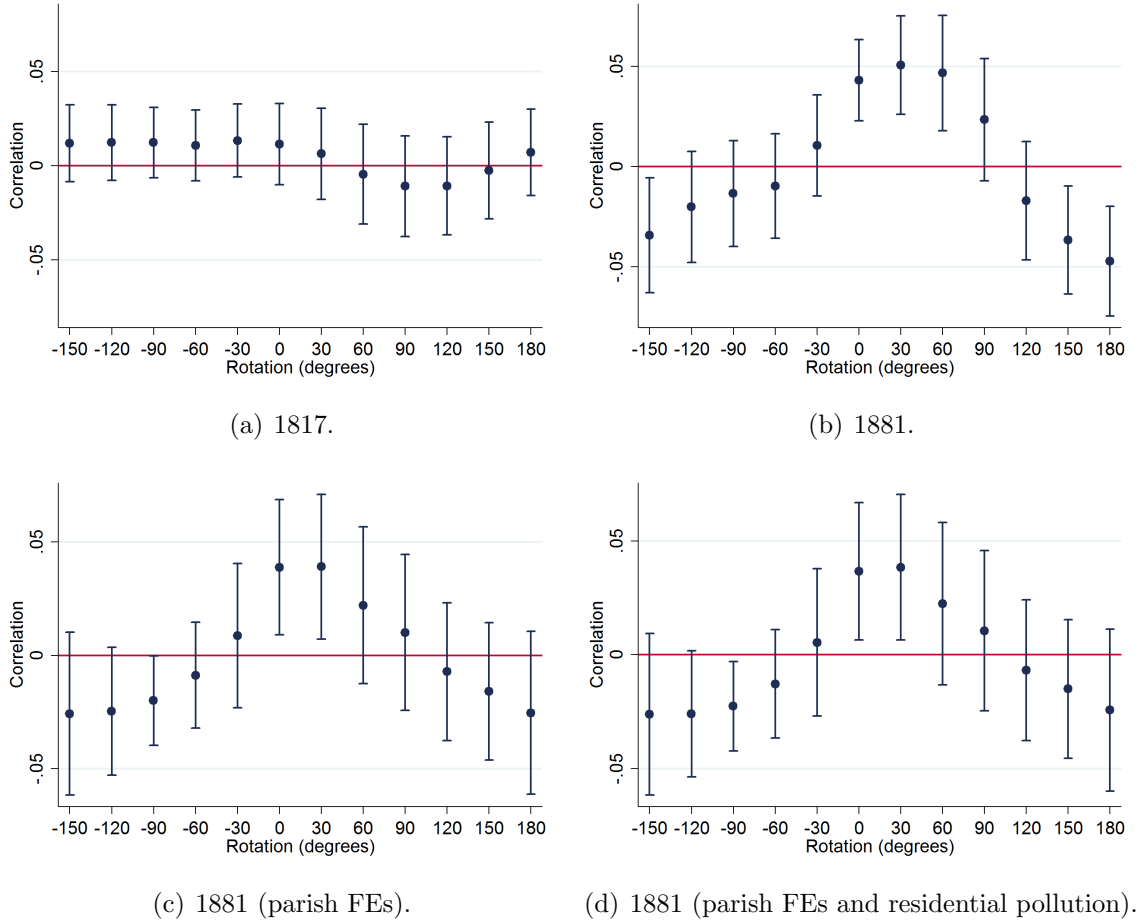 .05
0
-.05
Correlation
-150 -120 -90 -60 -30 0 30 60 90 120 150 180
Rotation (degrees)
(a) 1817.
.05
0
-.05
Correlation
-150 -120 -90 -60 -30 0 30 60 90 120 150 180
Rotation (degrees)
(b) 1881.
.05
0
-.05
Correlation
-150 -120 -90 -60 -30 0 30 60 90 120 150 180
Rotation (degrees)
(c) 1881 (parish FEs).
.05
0
-.05
Correlation
-150 -120 -90 -60 -30 0 30 60 90 120 150 180
Rotation (degrees)
(d) 1881 (parish FEs and residential pollution).